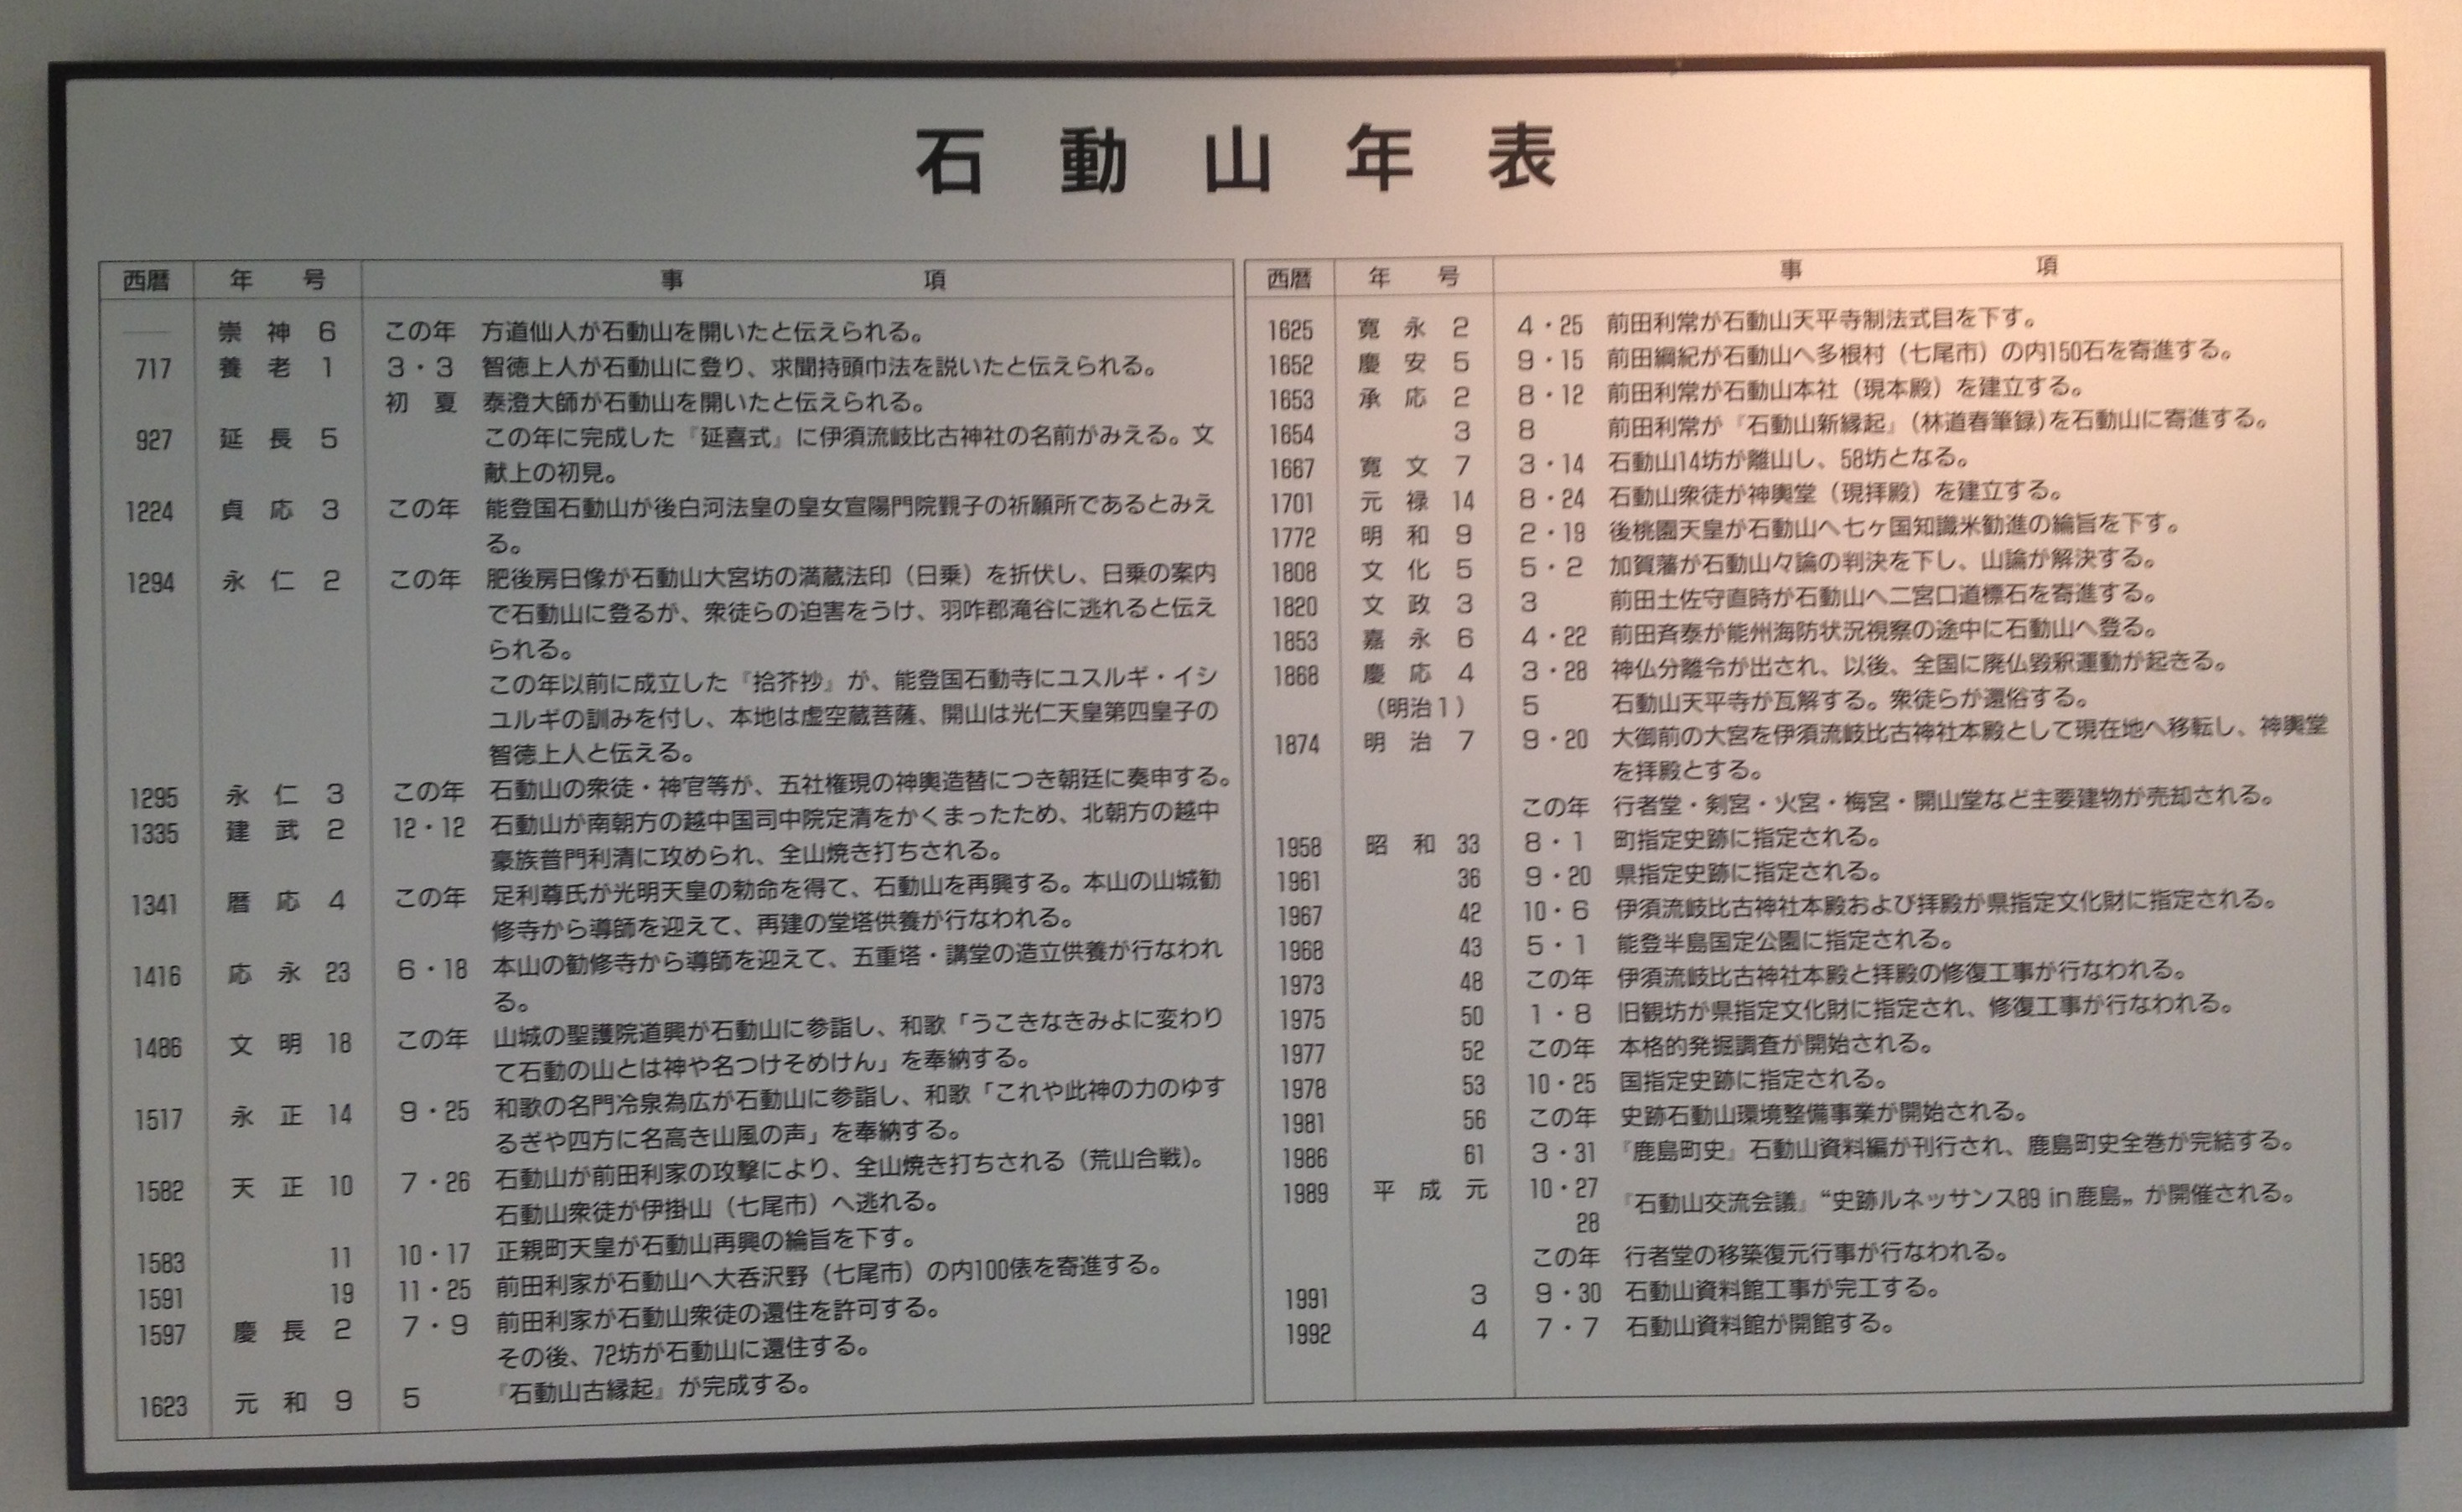 石動山年表
西暦 年号 事項
── 崇神6 この年 方道仙人が石動山を開いたと伝えられる。
717 養老1 3・3 智徳上人が石動山に登り、求聞持頭巾法を説いたと伝えられる。
初夏 泰澄大師が石動山を開いたと伝えられる。
927 延長5 この年に完成した『延喜式』に伊須流岐比古神社の名前がみえる。文
献上の初見。
1224 貞応3 この年 能登国石動山が後白河法皇の皇女宣陽門院覲子の祈願所であるとみえ
る。
1294 永仁2 この年 肥後房日像が石動山大宮坊の満蔵法印（日乗）を折伏し、日乗の案内
で石動山に登るが、衆徒らの迫害をうけ、羽咋郡滝谷に逃れると伝え
られる。
この年以前に成立した『拾芥抄』が、能登国石動寺にユスルギ・イシ
ユルギの訓みを付し、本地は虚空蔵菩薩、開山は光仁天皇第四皇子の
智徳上人と伝える。
1295 永仁3 この年 石動山の衆徒・神官等が、五社権現の神輿造替につき朝廷に奏申する。
1335 建武2 12・12 石動山が南朝方の越中国司中院定清をかくまったため、北朝方の越中
豪族普門利清に攻められ、全山焼き打ちされる。
1341 暦応4 この年 足利尊氏が光明天皇の勅命を得て、石動山を再興する。本山の山城勧
修寺から導師を迎えて、再建の堂塔供養が行なわれる。
1416 応永23 6・18 本山の勧修寺から導師を迎えて、五重塔・講堂の造立供養が行なわれ
る。
1486 文明18 この年 山城の聖護院道興が石動山に参詣し、和歌「うこきなきみよに変わり
て石動の山とは神や名つけそめけん」を奉納する。
1517 永正14 9・25 和歌の名門冷泉為広が石動山に参詣し、和歌「これや此神の力のゆす
るぎや四方に名高き山風の声」を奉納する。
1582 天正10 7・26 石動山が前田利家の攻撃により、全山焼き打ちされる（荒山合戦）。
石動山衆徒が伊掛山（七尾市）へ逃れる。
1583 11 10・17 正親町天皇が石動山再興の綸旨を下す。
1591 19 11・25 前田利家が石動山へ大呑沢野（七尾市）の内100俵を寄進する。
1597 慶長2 7・9 前田利家が石動山衆徒の還住を許可する。
その後、72坊が石動山に還住する。
1623 元和9 5 『石動山古縁起』が完成する。
西暦 年号 事項
1625 寛永2 4・25 前田利常が石動山天平寺制法式目を下す。
1652 慶安5 9・15 前田綱紀が石動山へ多根村（七尾市）の内150石を寄進する。
1653 承応2 8・12 前田利常が石動山本社（現本殿）を建立する。
1654 3 8 前田利常が『石動山新縁起』（林道春筆録）を石動山に寄進する。
1667 寛文7 3・14 石動山14坊が離山し、58坊となる。
1701 元禄14 8・24 石動山衆徒が神輿堂（現拝殿）を建立する。
1772 明和9 2・19 後桃園天皇が石動山へ七ヶ国知識米勧進の綸旨を下す。
1808 文化5 5・2 加賀藩が石動山々論の判決を下し、山論が解決する。
1820 文政3 3 前田土佐守直時が石動山へ二宮口道標石を寄進する。
1853 嘉永6 4・22 前田斉泰が能州海防状況視察の途中に石動山へ登る。
1868 慶応4 3・28 神仏分離令が出され、以後、全国に廃仏毀釈運動が起きる。
（明治1） 5 石動山天平寺が瓦解する。衆徒らが還俗する。
1874 明治7 9・20 大御前の大宮を伊須流岐比古神社本殿として現在地へ移転し、神輿堂
を拝殿とする。
この年 行者堂・剣宮・火宮・梅宮・開山堂など主要建物が売却される。
1958 昭和33 8・1 町指定史跡に指定される。
1961 36 9・20 県指定史跡に指定される。
1967 42 10・6 伊須流岐比古神社本殿および拝殿が県指定文化財に指定される。
1968 43 5・1 能登半島国定公園に指定される。
1973 48 この年 伊須流岐比古神社本殿と拝殿の修復工事が行なわれる。
1975 50 1・8 旧観坊が県指定文化財に指定され、修復工事が行なわれる。
1977 52 この年 本格的発掘調査が開始される。
1978 53 10・25 国指定史跡に指定される。
1981 56 この年 史跡石動山環境整備事業が開始される。
1986 61 3・31 『鹿島町史』石動山資料編が刊行され、鹿島町史全巻が完結する。
1989 平成元 10・27
28 『石動山交流会議』“史跡ルネッサンス89 in 鹿島„ が開催される。
この年 行者堂の移築復元行事が行なわれる。
1991 3 9・30 石動山資料館工事が完工する。
1992 4 7・7 石動山資料館が開館する。